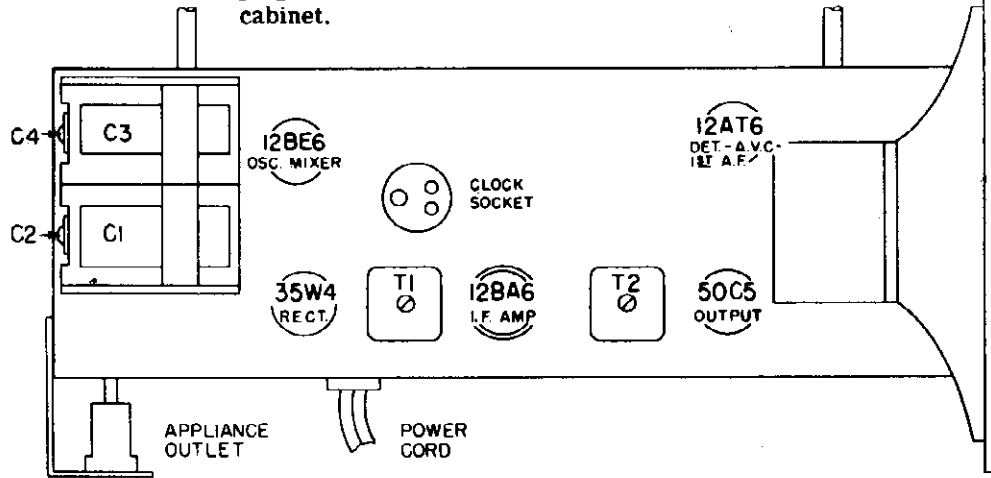 cabinet.
C4
C3
12BE6
OSC. MIXER
12AT6
DET.-A.V.C-
1ST A.F.
CLOCK
SOCKET
C2
C1
35W4
RECT.
T1
12BA6
I.F. AMP
T2
50C5
OUTPUT
APPLIANCE
OUTLET
POWER
CORD